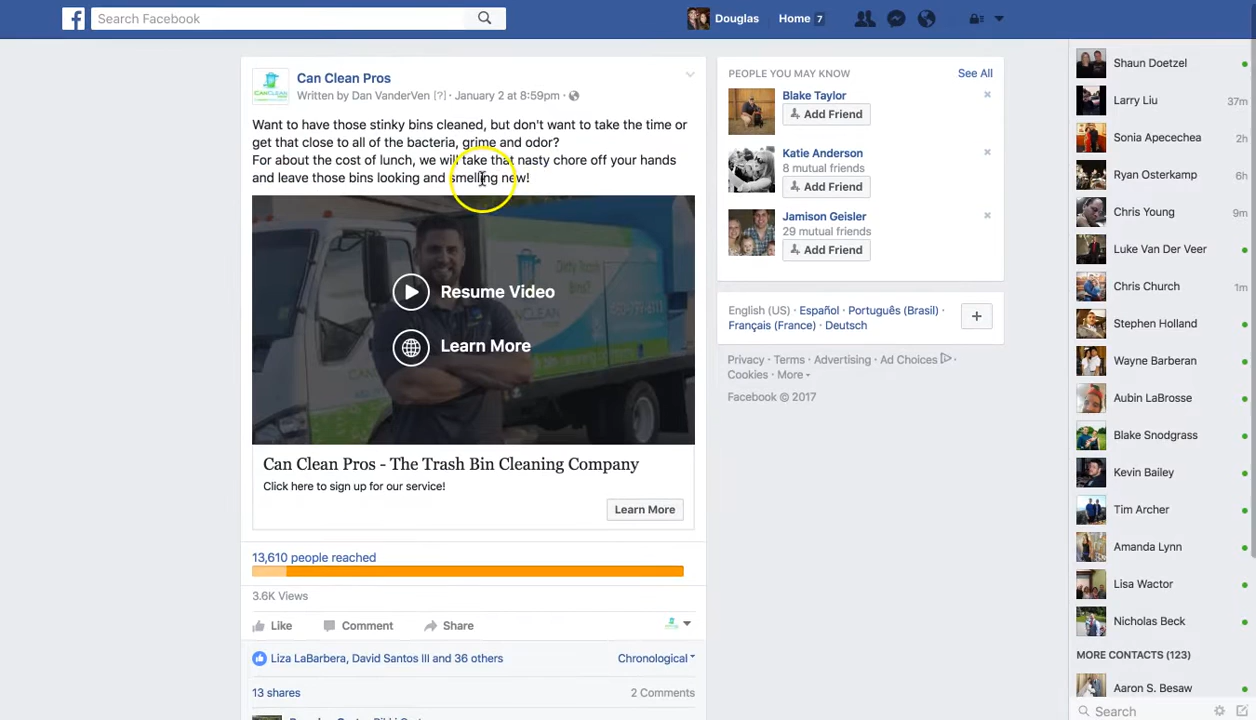 Search Facebook
Douglas
Home 7
Can Clean Pros
Written by Dan VanderVen [?] · January 2 at 8:59pm ·
Want to have those stinky bins cleaned, but don't want to take the time or
get that close to all of the bacteria, grime and odor?
For about the cost of lunch, we will take that nasty chore off your hands
and leave those bins looking and smelling new!
Resume Video
Learn More
Can Clean Pros - The Trash Bin Cleaning Company
Click here to sign up for our service!
Learn More
13,610 people reached
3.6K Views
Like
Comment
Share
Liza LaBarbera, David Santos III and 36 others
Chronological
13 shares
2 Comments
PEOPLE YOU MAY KNOW
See All
Blake Taylor
Add Friend
Katie Anderson
8 mutual friends
Add Friend
Jamison Geisler
29 mutual friends
Add Friend
English (US) · Español · Português (Brasil) ·
Français (France) · Deutsch
Privacy · Terms · Advertising · Ad Choices ·
Cookies · More
Facebook © 2017
Shaun Doetzel
Larry Liu 37m
Sonia Apecechea 2h
Ryan Osterkamp 6h
Chris Young 9m
Luke Van Der Veer
Chris Church 1m
Stephen Holland
Wayne Barberan
Aubin LaBrosse
Blake Snodgrass
Kevin Bailey
Tim Archer
Amanda Lynn
Lisa Wactor
Nicholas Beck
MORE CONTACTS (123)
Aaron S. Besaw
Search